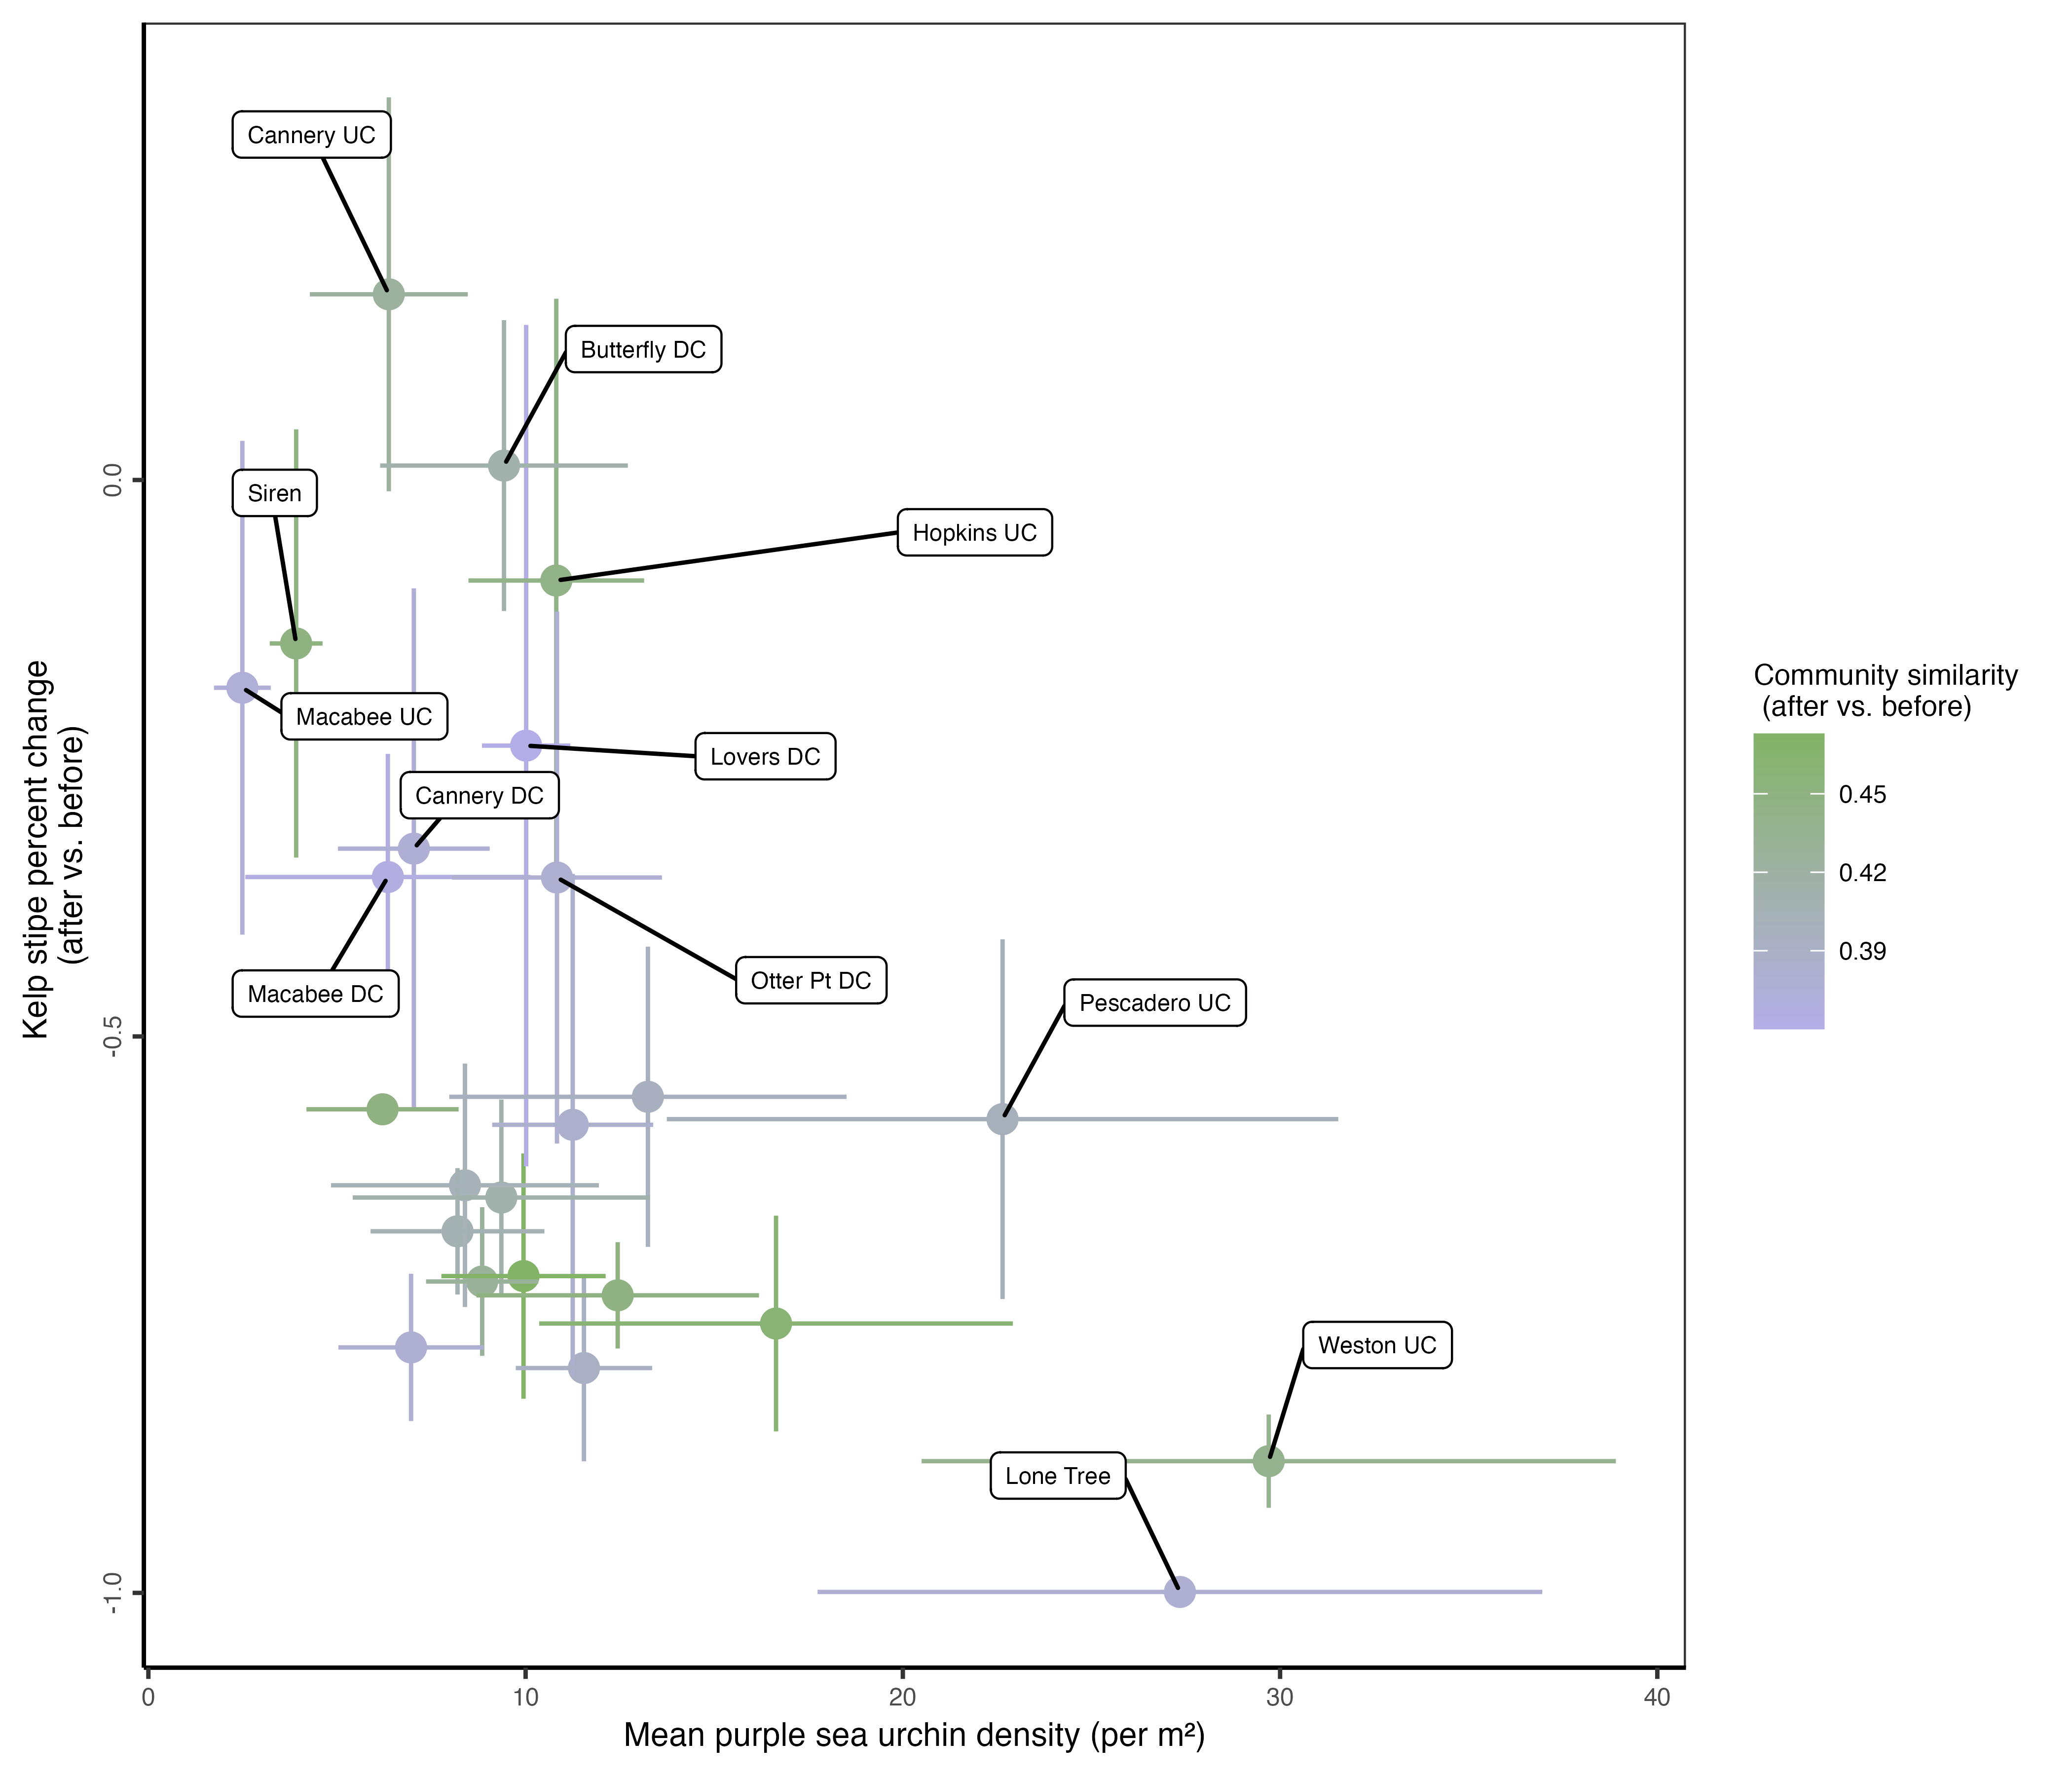 Cannery UC
Butterfly DC
Siren
Hopkins UC
Macabee UC
Lovers DC
Cannery DC
Macabee DC
Otter Pt DC
Pescadero UC
Weston UC
Lone Tree
0.0
-0.5
-1.0
Kelp stipe percent change
(after vs. before)
0
10
20
30
40
Mean purple sea urchin density (per m²)
Community similarity
(after vs. before)
0.45
0.42
0.39